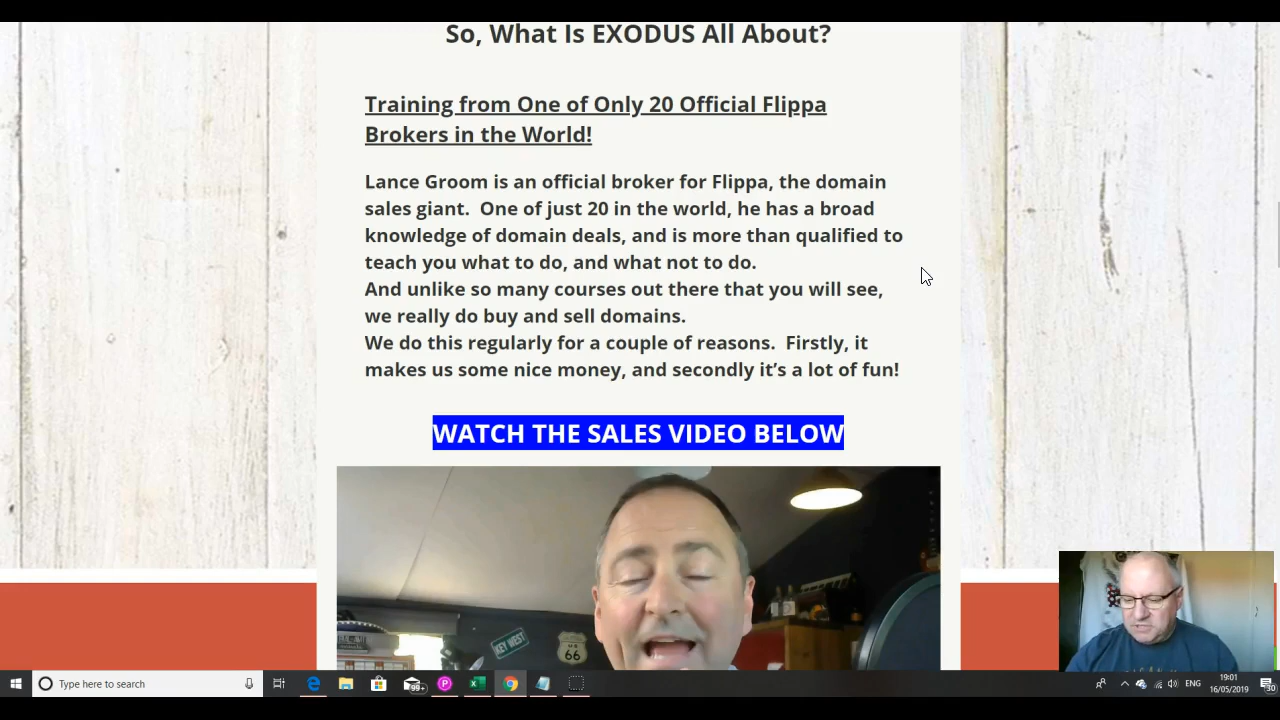 So, What Is EXODUS All About?
Training from One of Only 20 Official Flippa
Brokers in the World!
Lance Groom is an official broker for Flippa, the domain
sales giant.  One of just 20 in the world, he has a broad
knowledge of domain deals, and is more than qualified to
teach you what to do, and what not to do.
And unlike so many courses out there that you will see,
we really do buy and sell domains.
We do this regularly for a couple of reasons.  Firstly, it
makes us some nice money, and secondly it’s a lot of fun!
WATCH THE SALES VIDEO BELOW
KEY WEST
US
66
Type here to search
99+
ENG
19:01
16/05/2019
30